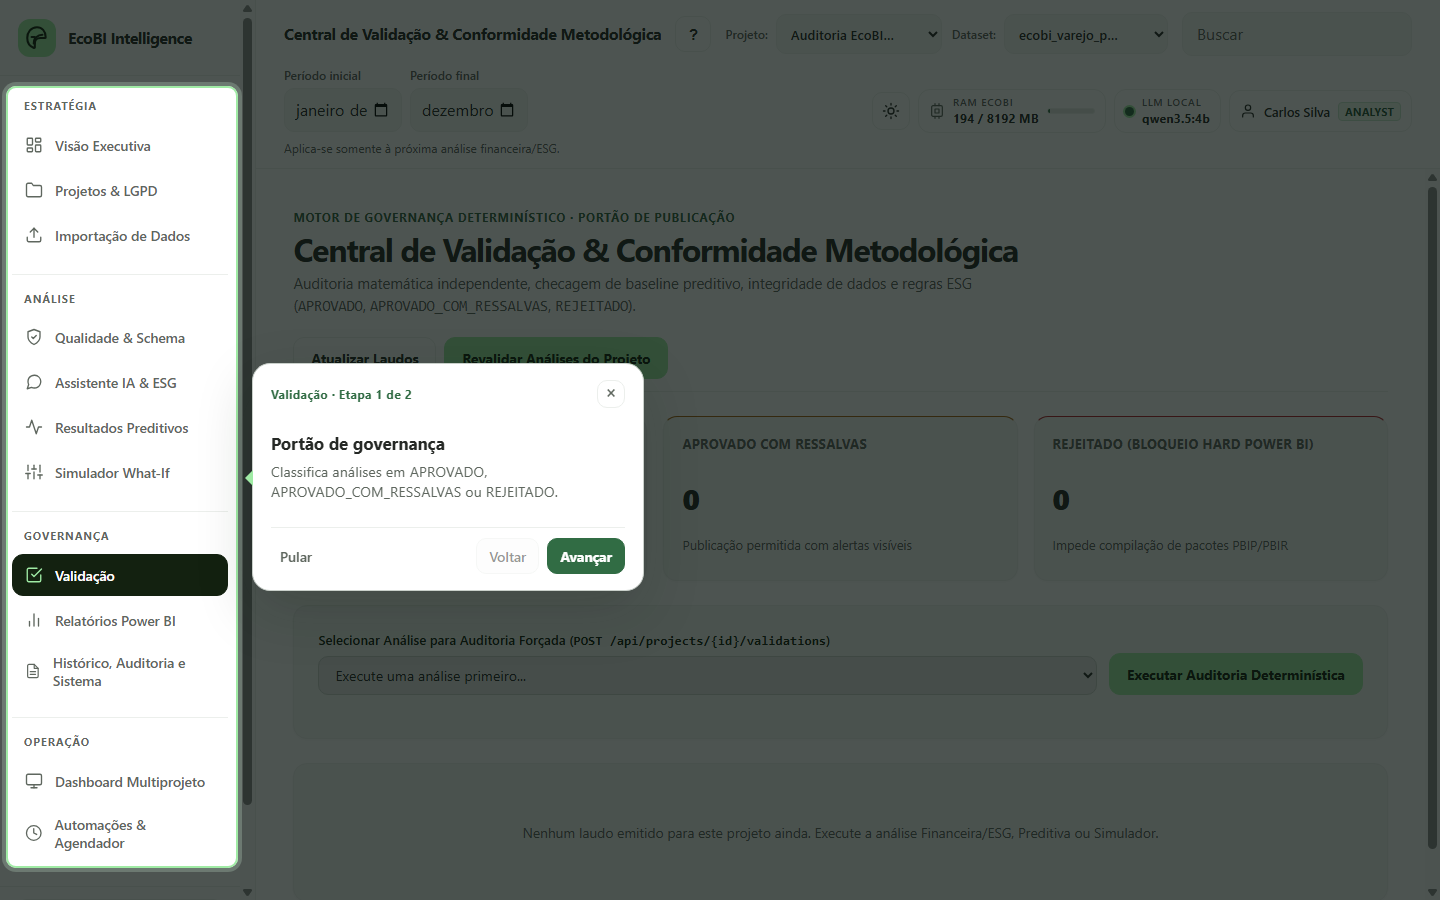 EcoBI Intelligence
ESTRATÉGIA
Visão Executiva
Projetos & LGPD
Importação de Dados
ANÁLISE
Qualidade & Schema
Assistente IA & ESG
Resultados Preditivos
Simulador What-If
GOVERNANÇA
Validação
Relatórios Power BI
Histórico, Auditoria e
Sistema
OPERAÇÃO
Dashboard Multiprojeto
Automações &
Agendador
Central de Validação & Conformidade Metodológica
?
Projeto:
Auditoria EcoBI...
Dataset:
ecobi_varejo_p...
Buscar
Período inicial
Período final
janeiro de
dezembro
Aplica-se somente à próxima análise financeira/ESG.
RAM ECOBI
194 / 8192 MB
LLM LOCAL
qwen3.5:4b
Carlos Silva
ANALYST
MOTOR DE GOVERNANÇA DETERMINÍSTICO · PORTÃO DE PUBLICAÇÃO
Central de Validação & Conformidade Metodológica
Auditoria matemática independente, checagem de baseline preditivo, integridade de dados e regras ESG
(APROVADO, APROVADO_COM_RESSALVAS, REJEITADO).
Atualizar Laudos
Revalidar Análises do Projeto
Validação · Etapa 1 de 2
×
Portão de governança
Classifica análises em APROVADO,
APROVADO_COM_RESSALVAS ou REJEITADO.
Pular
Voltar
Avançar
APROVADO COM RESSALVAS
0
Publicação permitida com alertas visíveis
REJEITADO (BLOQUEIO HARD POWER BI)
0
Impede compilação de pacotes PBIP/PBIR
Selecionar Análise para Auditoria Forçada (POST /api/projects/{id}/validations)
Execute uma análise primeiro...
Executar Auditoria Determinística
Nenhum laudo emitido para este projeto ainda. Execute a análise Financeira/ESG, Preditiva ou Simulador.